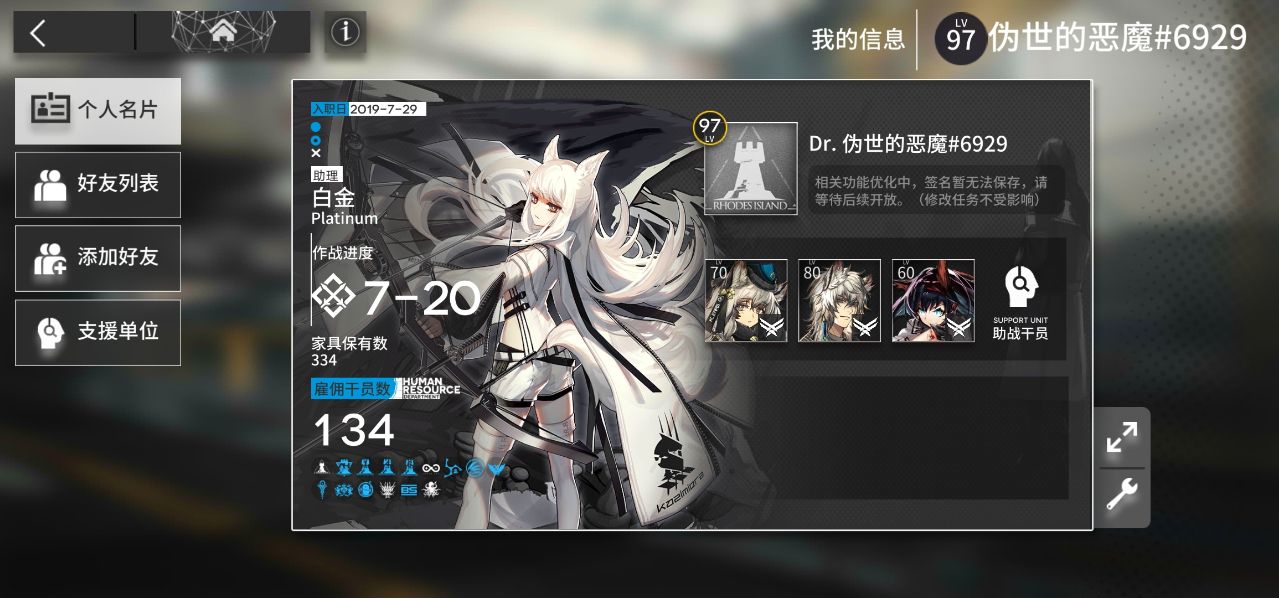 我的信息
LV
97
伪世的恶魔#6929
个人名片
好友列表
添加好友
支援单位
入职日 2019-7-29
助理
白金
Platinum
作战进度
7-20
家具保有数
334
雇佣干员数 HUMAN RESOURCE DEPARTMENT
134
97
LV
RHODES ISLAND
Dr. 伪世的恶魔#6929
相关功能优化中，签名暂无法保存，请
等待后续开放。（修改任务不受影响）
LV
70
LV
80
LV
60
SUPPORT UNIT
助战干员
Kazimierz
BS